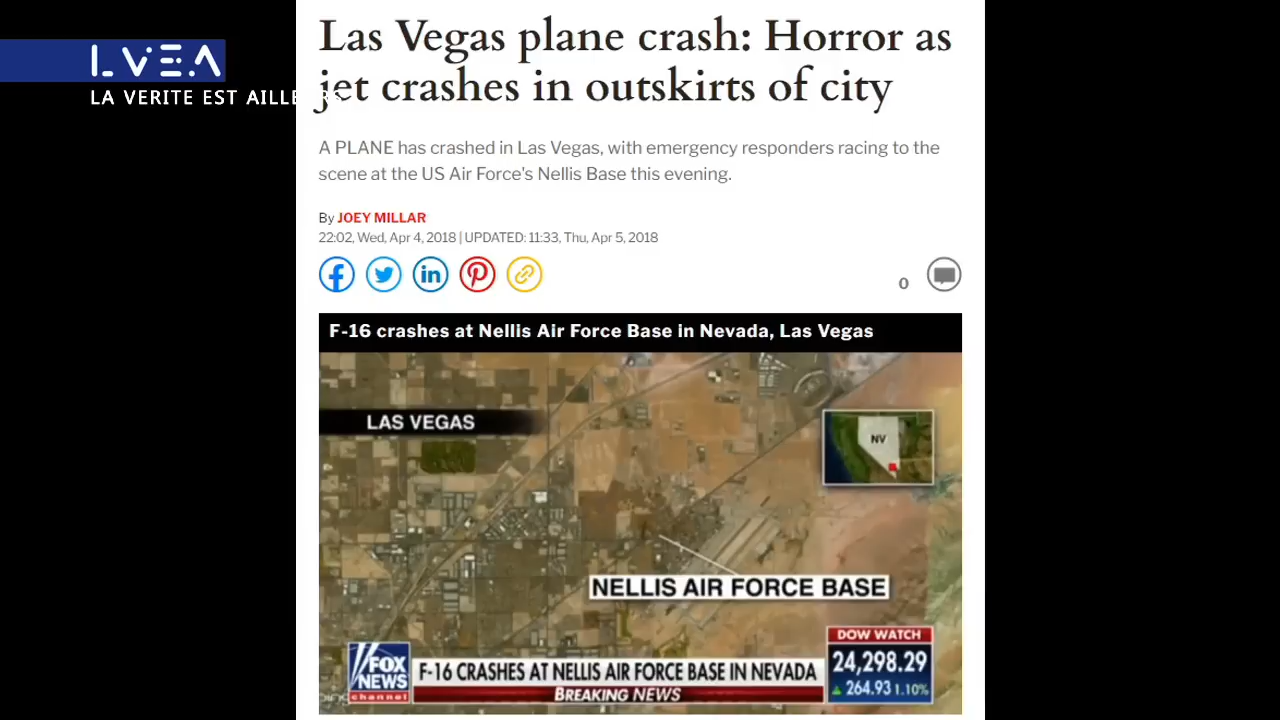 LVEA
LA VERITE EST AILLEURS
Las Vegas plane crash: Horror as
jet crashes in outskirts of city
A PLANE has crashed in Las Vegas, with emergency responders racing to the
scene at the US Air Force's Nellis Base this evening.
By JOEY MILLAR
22:02, Wed, Apr 4, 2018 | UPDATED: 11:33, Thu, Apr 5, 2018
0
F-16 crashes at Nellis Air Force Base in Nevada, Las Vegas
LAS VEGAS
NV
NELLIS AIR FORCE BASE
DOW WATCH
24,298.29
264.93 1.10%
FOX
NEWS
channel
F-16 CRASHES AT NELLIS AIR FORCE BASE IN NEVADA
BREAKING NEWS